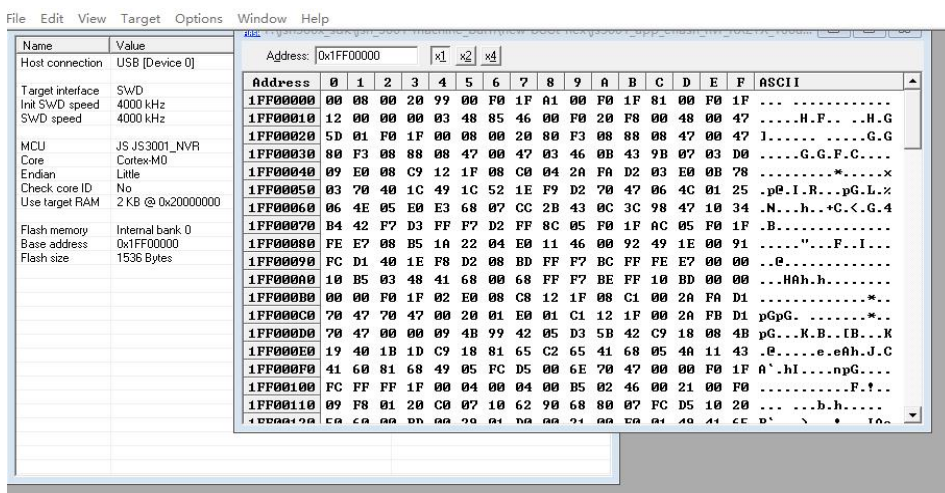 File Edit View Target Options Window Help
Name Value
Host connection USB [Device 0]
Target interface SWD
Init SWD speed 4000 kHz
SWD speed 4000 kHz
MCU JS JS3001_NVR
Core Cortex-M0
Endian Little
Check core ID No
Use target RAM 2 KB @ 0x20000000
Flash memory Internal bank 0
Base address 0x1FF00000
Flash size 1536 Bytes
Address: 0x1FF00000 x1 x2 x4
Address 0 1 2 3 4 5 6 7 8 9 A B C D E F ASCII
1FF00000 00 08 00 20 99 00 F0 1F A1 00 F0 1F 81 00 F0 1F ... ............
1FF00010 12 00 00 00 03 48 85 46 00 F0 20 F8 00 48 00 47 .....H.F.. ..H.G
1FF00020 5D 01 F0 1F 00 08 00 20 80 F3 08 88 08 47 00 47 ]...... .....G.G
1FF00030 80 F3 08 88 08 47 00 47 03 46 0B 43 9B 07 03 D0 .....G.G.F.C....
1FF00040 09 E0 08 C9 12 1F 08 C0 04 2A FA D2 03 E0 0B 78 .........*.....x
1FF00050 03 70 40 1C 49 1C 52 1E F9 D2 70 47 06 4C 01 25 .p@.I.R...pG.L.%
1FF00060 06 4E 05 E0 E3 68 07 CC 2B 43 0C 3C 98 47 10 34 .N...h..+C.<.G.4
1FF00070 B4 42 F7 D3 FF F7 D2 FF 8C 05 F0 1F AC 05 F0 1F .B..............
1FF00080 FE E7 08 B5 1A 22 04 E0 11 46 00 92 49 1E 00 91 ....."...F..I...
1FF00090 FC D1 40 1E F8 D2 08 BD FF F7 BC FF FE E7 00 00 ..@.............
1FF000A0 10 B5 03 48 41 68 00 68 FF F7 BE FF 10 BD 00 00 ...HAh.h........
1FF000B0 00 00 F0 1F 02 E0 08 C8 12 1F 08 C1 00 2A FA D1 .............*..
1FF000C0 70 47 70 47 00 20 01 E0 01 C1 12 1F 00 2A FB D1 pGpG. .......*..
1FF000D0 70 47 00 00 09 4B 99 42 05 D3 5B 42 C9 18 08 4B pG...K.B..[B...K
1FF000E0 19 40 1B 1D C9 18 81 65 C2 65 41 68 05 4A 11 43 .@.....e.eAh.J.C
1FF000F0 41 60 81 68 49 05 FC D5 00 6E 70 47 00 00 F0 1F A`.hI....npG....
1FF00100 FC FF FF 1F 00 04 00 04 00 B5 02 46 00 21 00 F0 ...........F.!..
1FF00110 09 F8 01 20 C0 07 10 62 90 68 80 07 FC D5 10 20 ... ...b.h.....